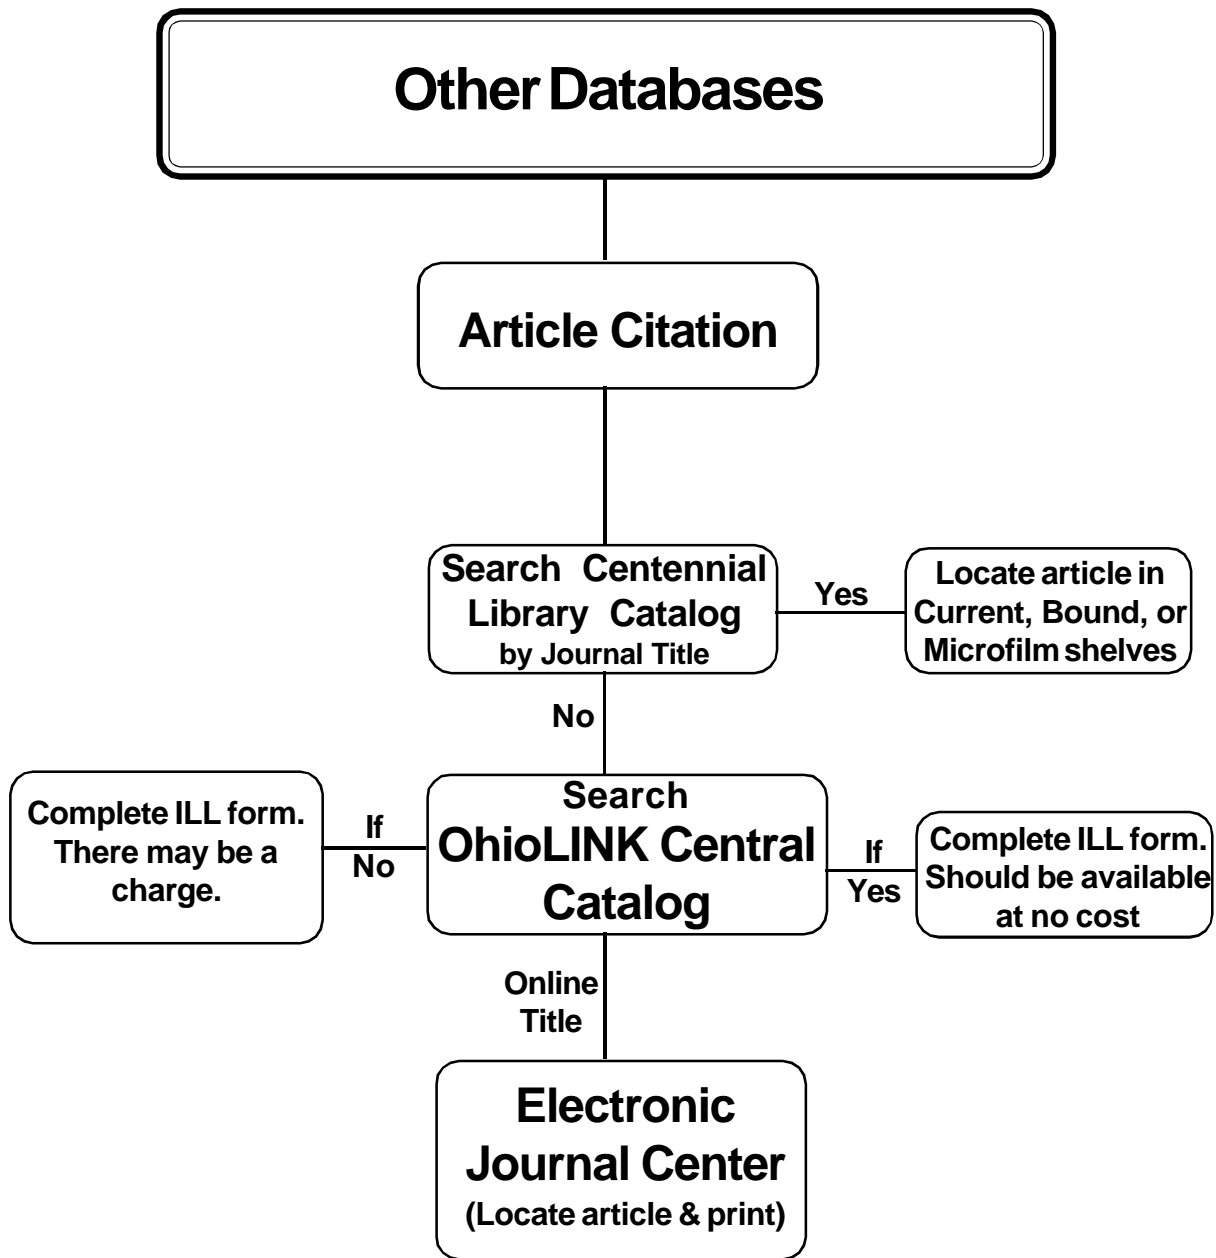 Other Databases
Article Citation
Search Centennial
Library Catalog
by Journal Title
Yes
Locate article in
Current, Bound, or
Microfilm shelves
No
Complete ILL form.
There may be a
charge.
If
No
Search
OhioLINK Central
Catalog
If
Yes
Complete ILL form.
Should be available
at no cost
Online
Title
Electronic
Journal Center
(Locate article & print)